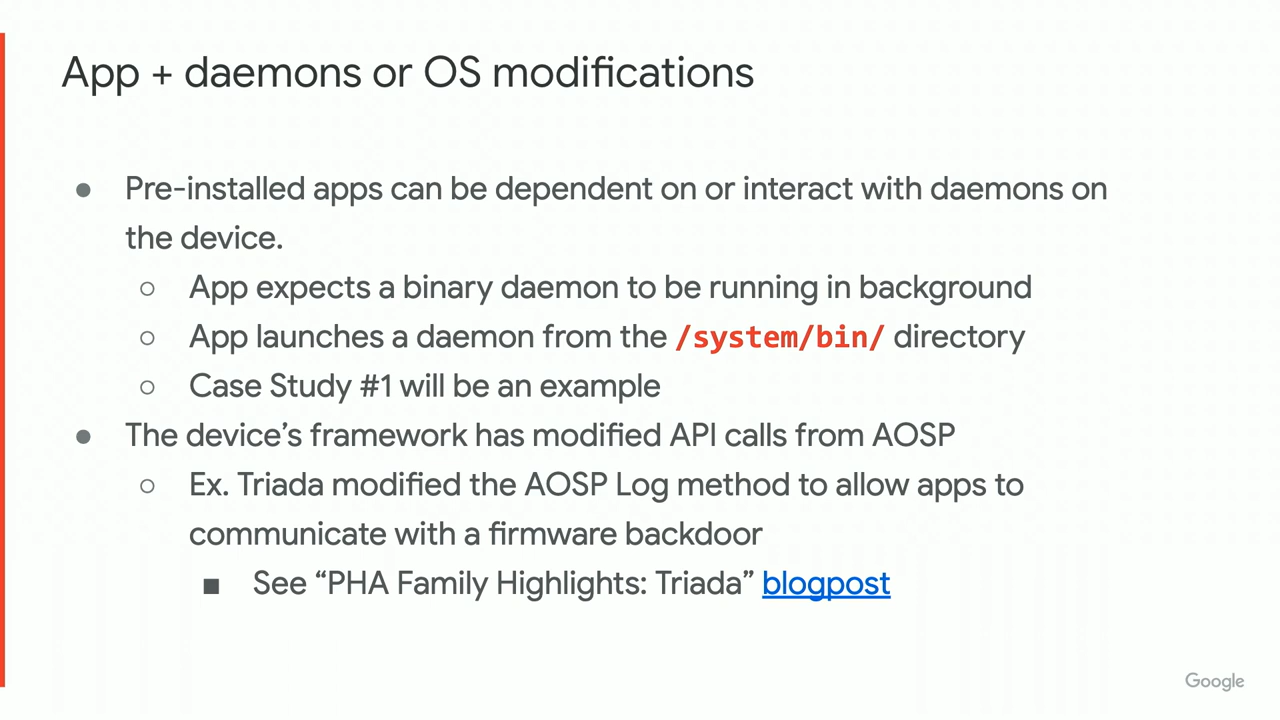 App + daemons or OS modifications
● Pre-installed apps can be dependent on or interact with daemons on
the device.
○ App expects a binary daemon to be running in background
○ App launches a daemon from the /system/bin/ directory
○ Case Study #1 will be an example
● The device’s framework has modified API calls from AOSP
○ Ex. Triada modified the AOSP Log method to allow apps to
communicate with a firmware backdoor
■ See “PHA Family Highlights: Triada” blogpost
Google